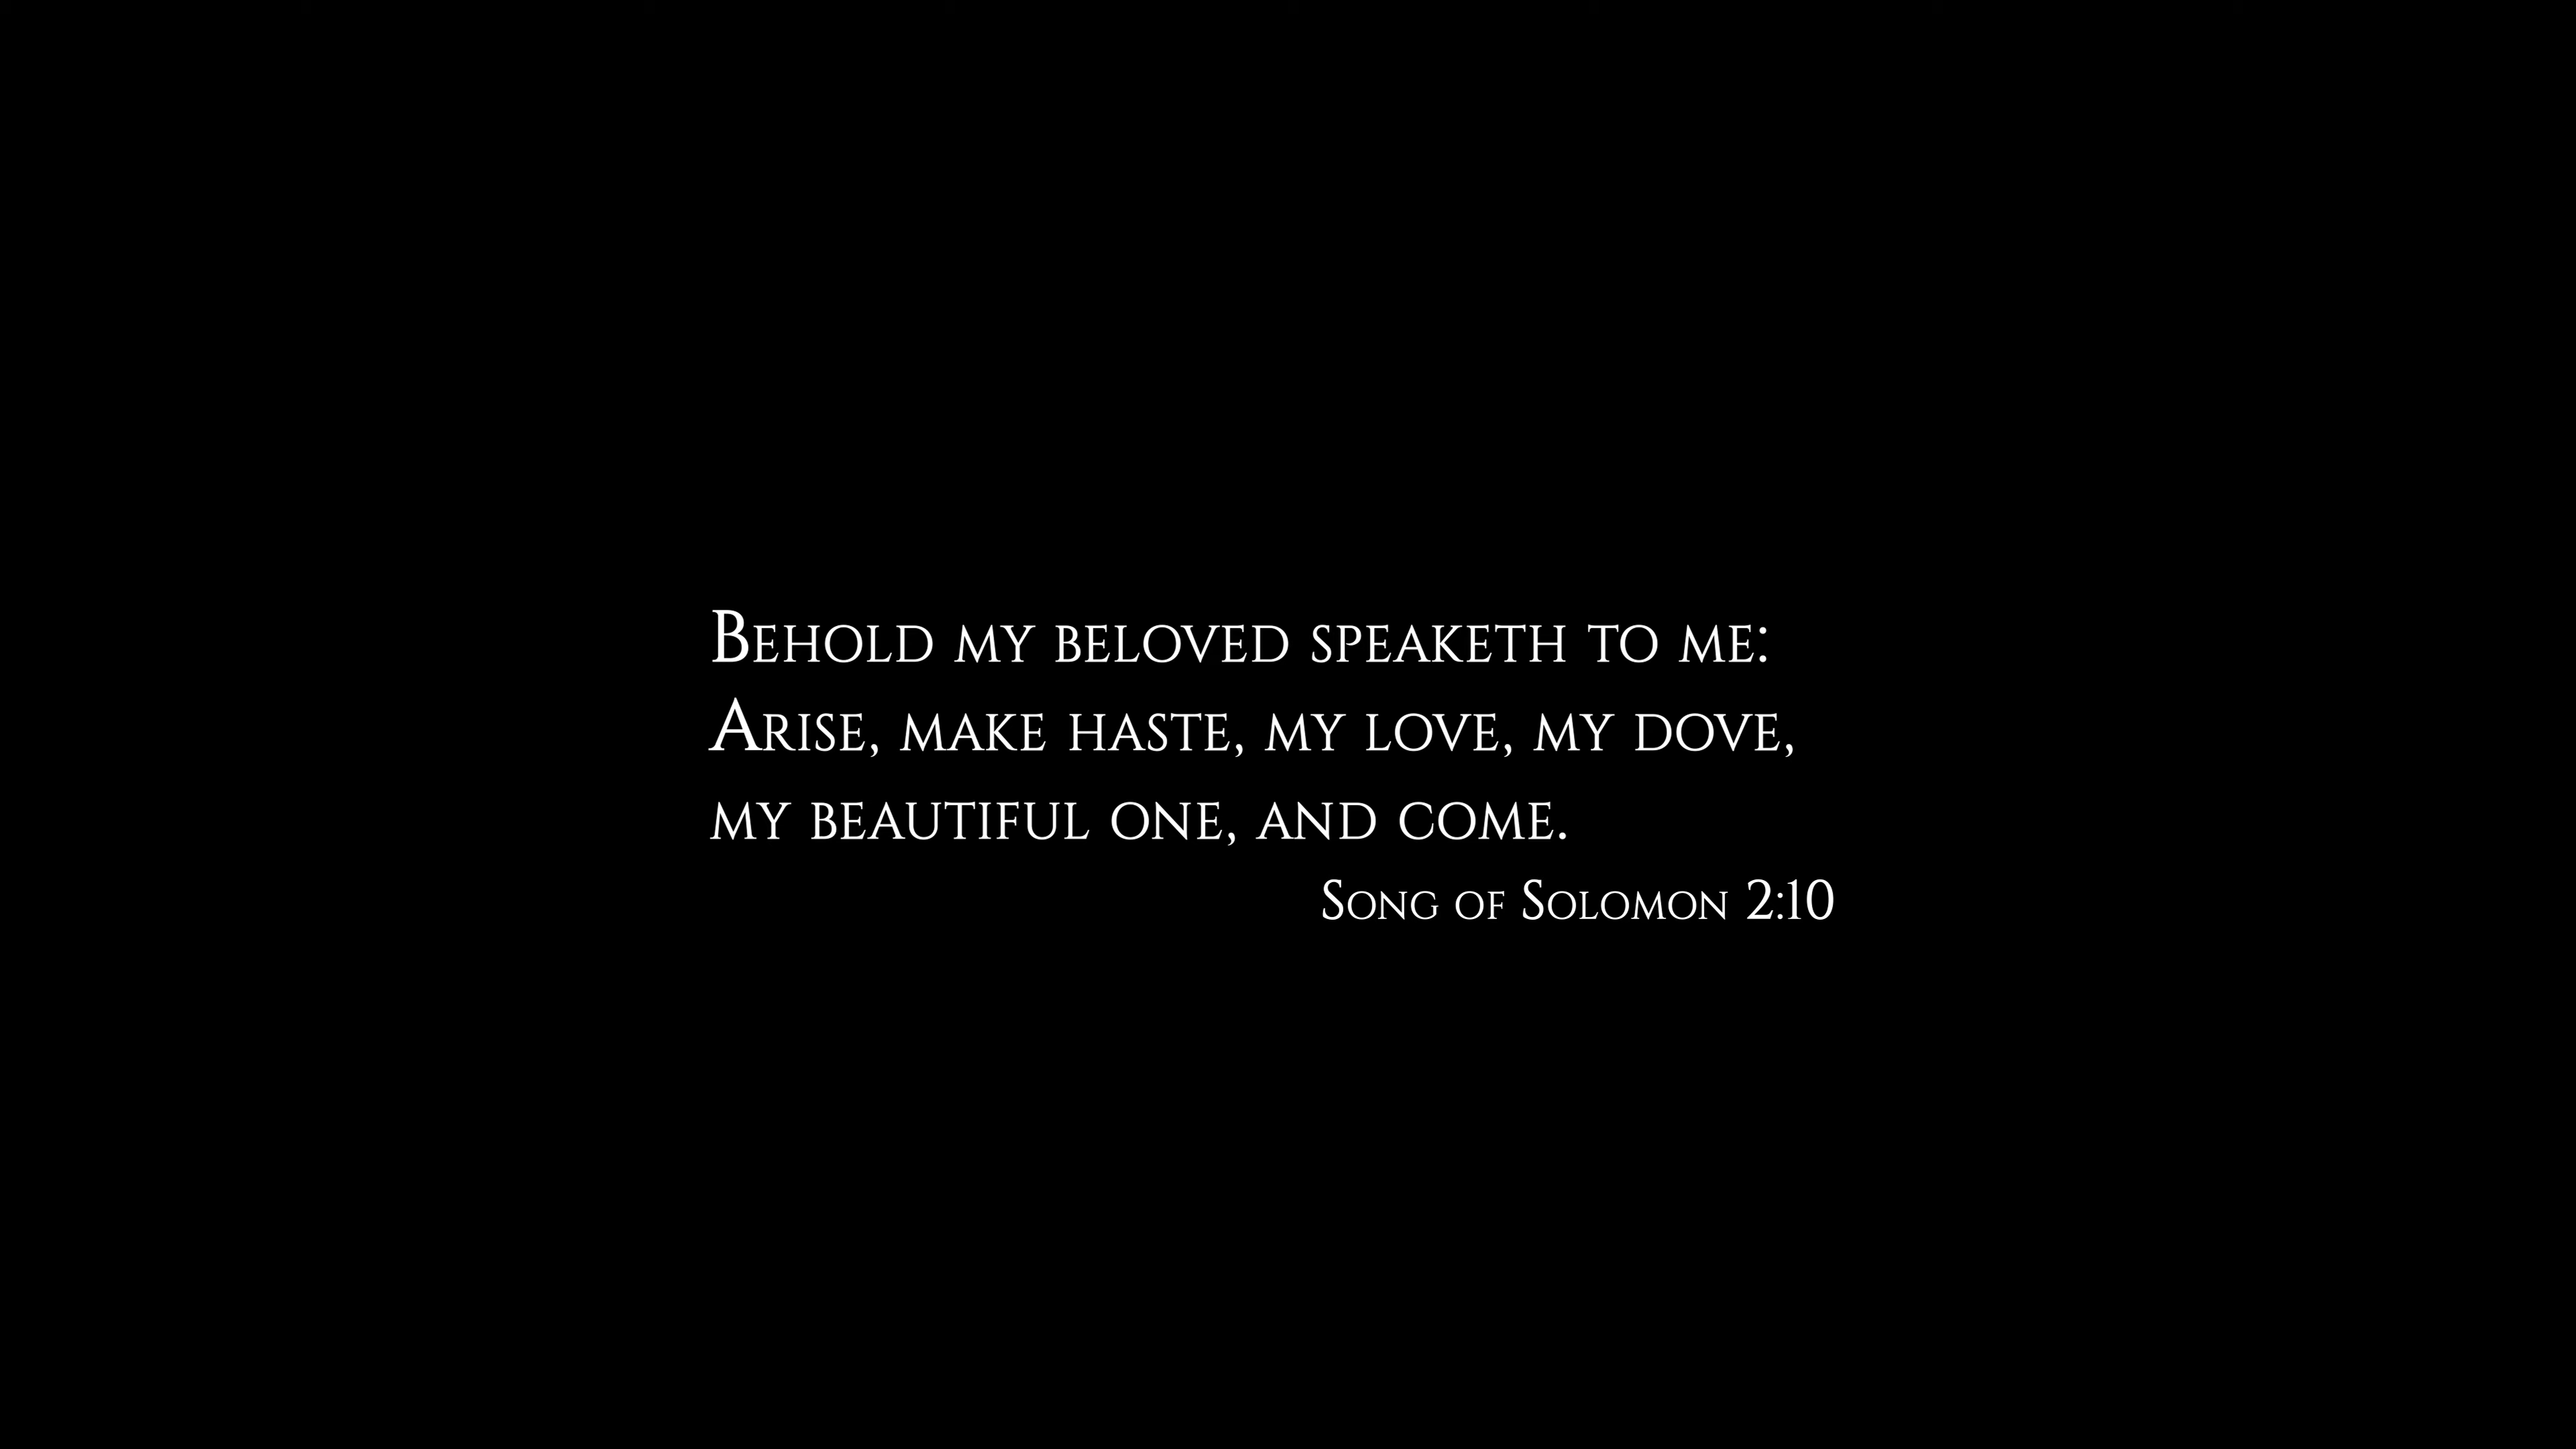 Behold my beloved speaketh to me:
Arise, make haste, my love, my dove,
my beautiful one, and come.
Song of Solomon 2:10